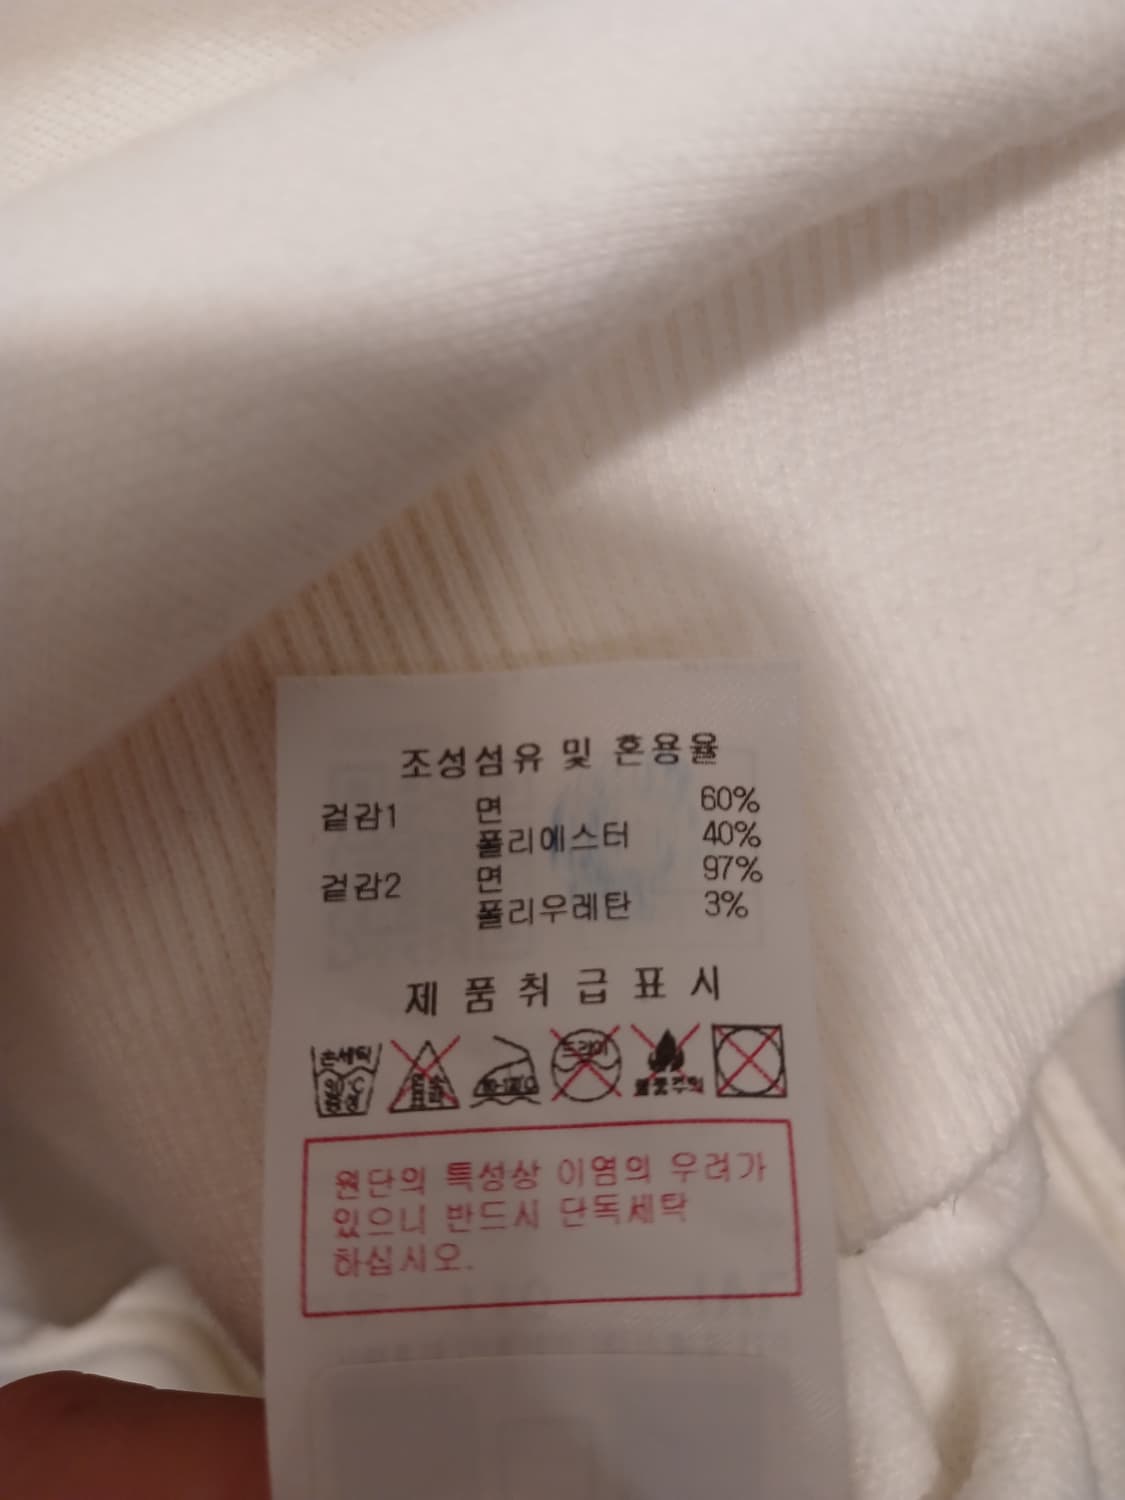 조성섬유 및 혼용율
겉감1 면 60%
폴리에스터 40%
겉감2 면 97%
폴리우레탄 3%
제품취급표시
손세탁
드라이
원단의 특성상 이염의 우려가
있으니 반드시 단독세탁
하십시오.